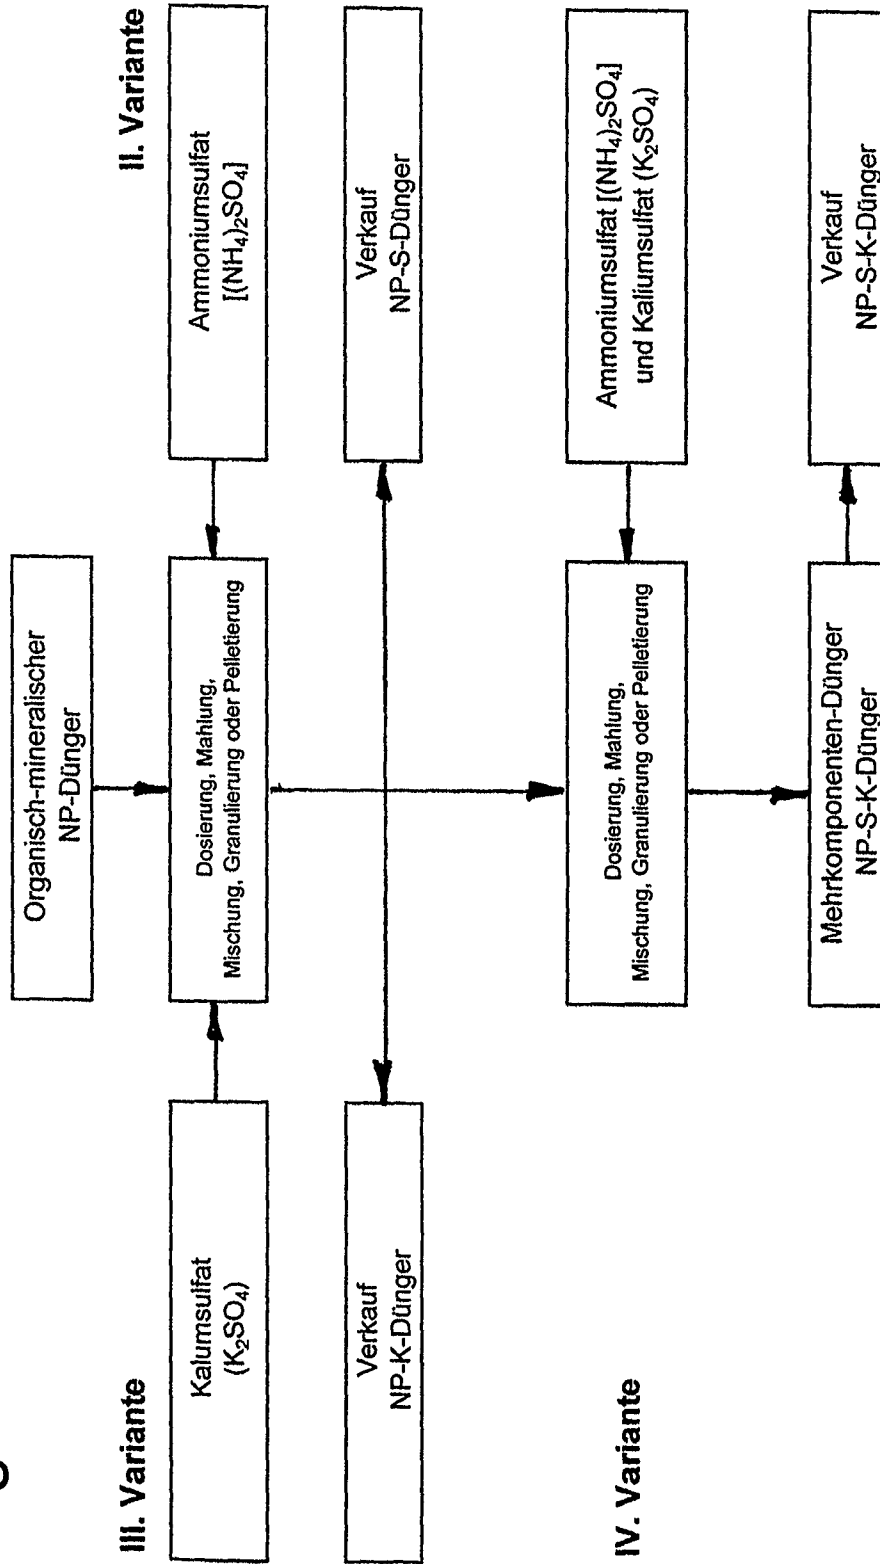 Organisch-mineralischer
NP-Dünger
III. Variante
II. Variante
Kalumsulfat
(K₂SO₄)
Dosierung, Mahlung,
Mischung, Granulierung oder Pelletierung
Ammoniumsulfat
[(NH₄)₂SO₄]
Verkauf
NP-K-Dünger
Verkauf
NP-S-Dünger
IV. Variante
Dosierung, Mahlung,
Mischung, Granulierung oder Pelletierung
Ammoniumsulfat [(NH₄)₂SO₄]
und Kaliumsulfat (K₂SO₄)
Mehrkomponenten-Dünger
NP-S-K-Dünger
Verkauf
NP-S-K-Dünger